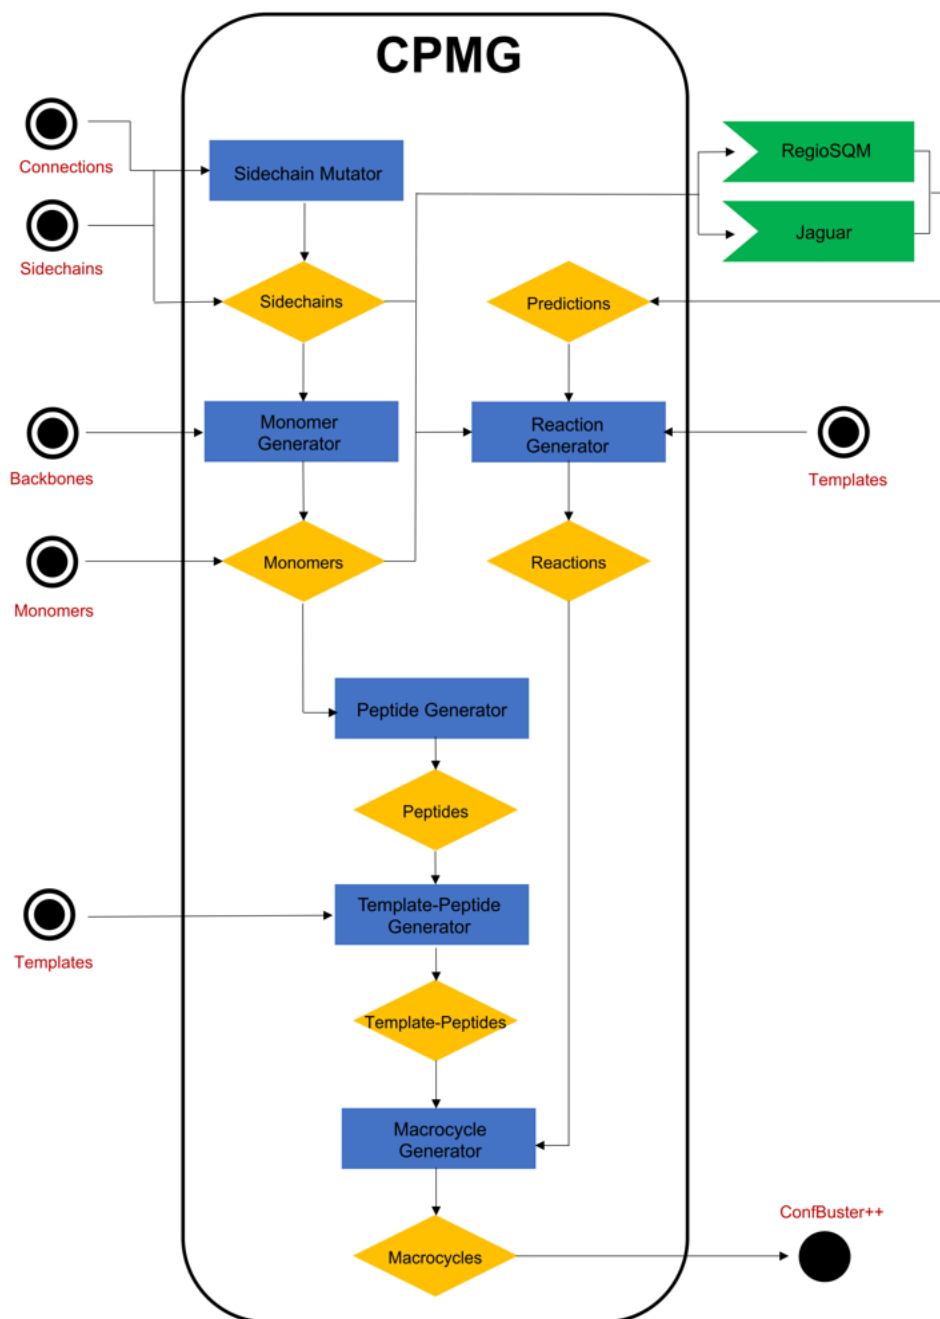 CPMG
Connections
Sidechain Mutator
RegioSQM
Jaguar
Sidechains
Sidechains
Predictions
Monomer
Generator
Reaction
Generator
Backbones
Templates
Monomers
Reactions
Monomers
Peptide Generator
Peptides
Template-Peptide
Generator
Templates
Template-Peptides
Macrocycle
Generator
ConfBuster++
Macrocycles